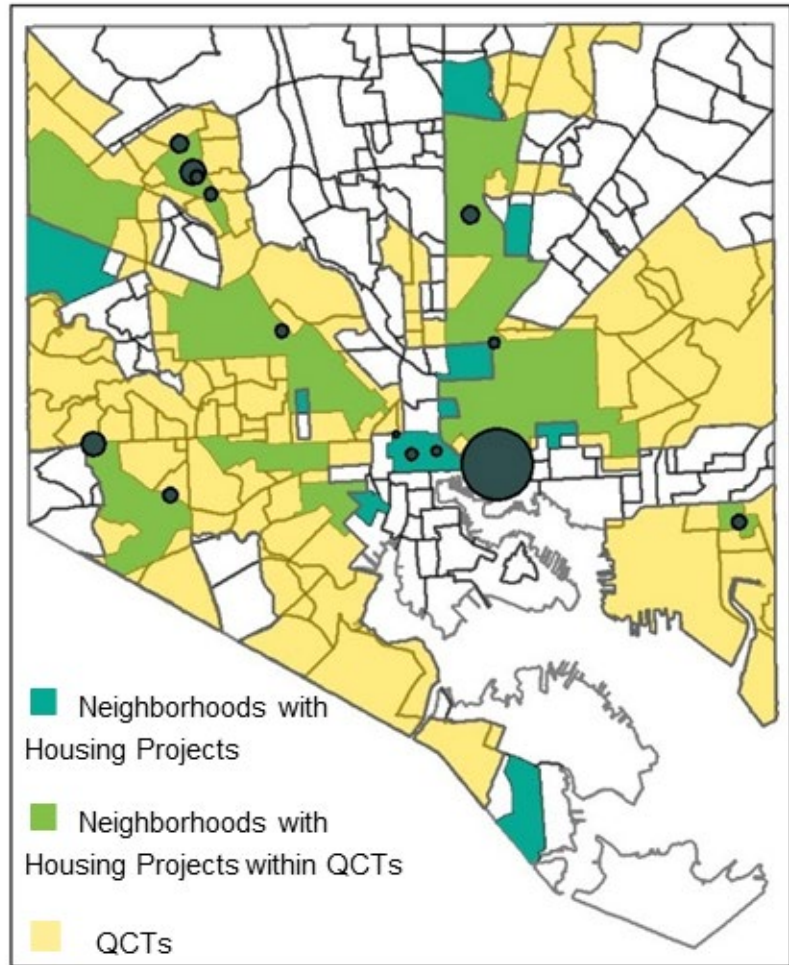 Neighborhoods with
Housing Projects
Neighborhoods with
Housing Projects within QCTs
QCTs